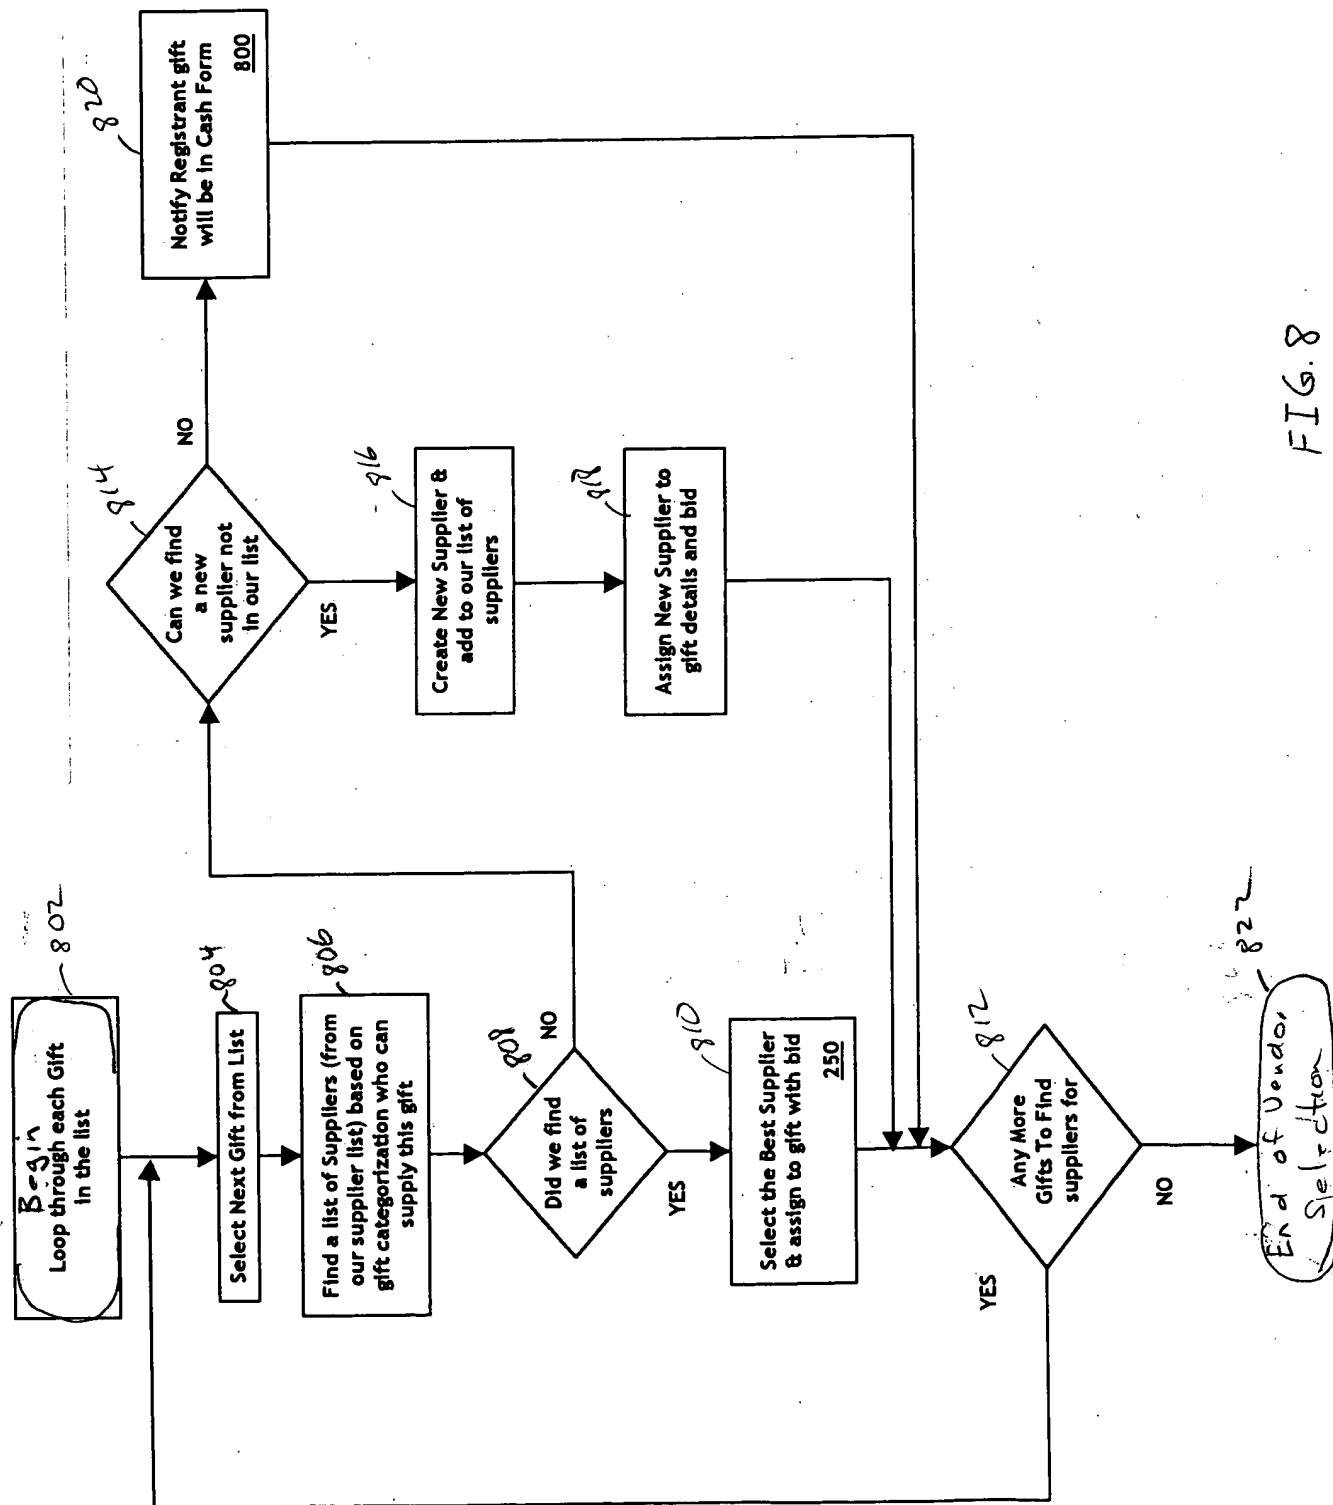 Begin
Loop through each Gift
in the list
802
Select Next Gift from List
804
Find a list of Suppliers (from
our supplier list) based on
gift categorization who can
supply this gift
806
Did we find
a list of
suppliers
808
NO
YES
Select the Best Supplier
& assign to gift with bid
250
810
Any More
Gifts To Find
suppliers for
812
YES
NO
End of Vendor
Selection
822
Can we find
a new
supplier not
in our list
814
NO
YES
Create New Supplier &
add to our list of
suppliers
816
Assign New Supplier to
gift details and bid
818
Notify Registrant gift
will be in Cash Form
800
820
FIG. 8